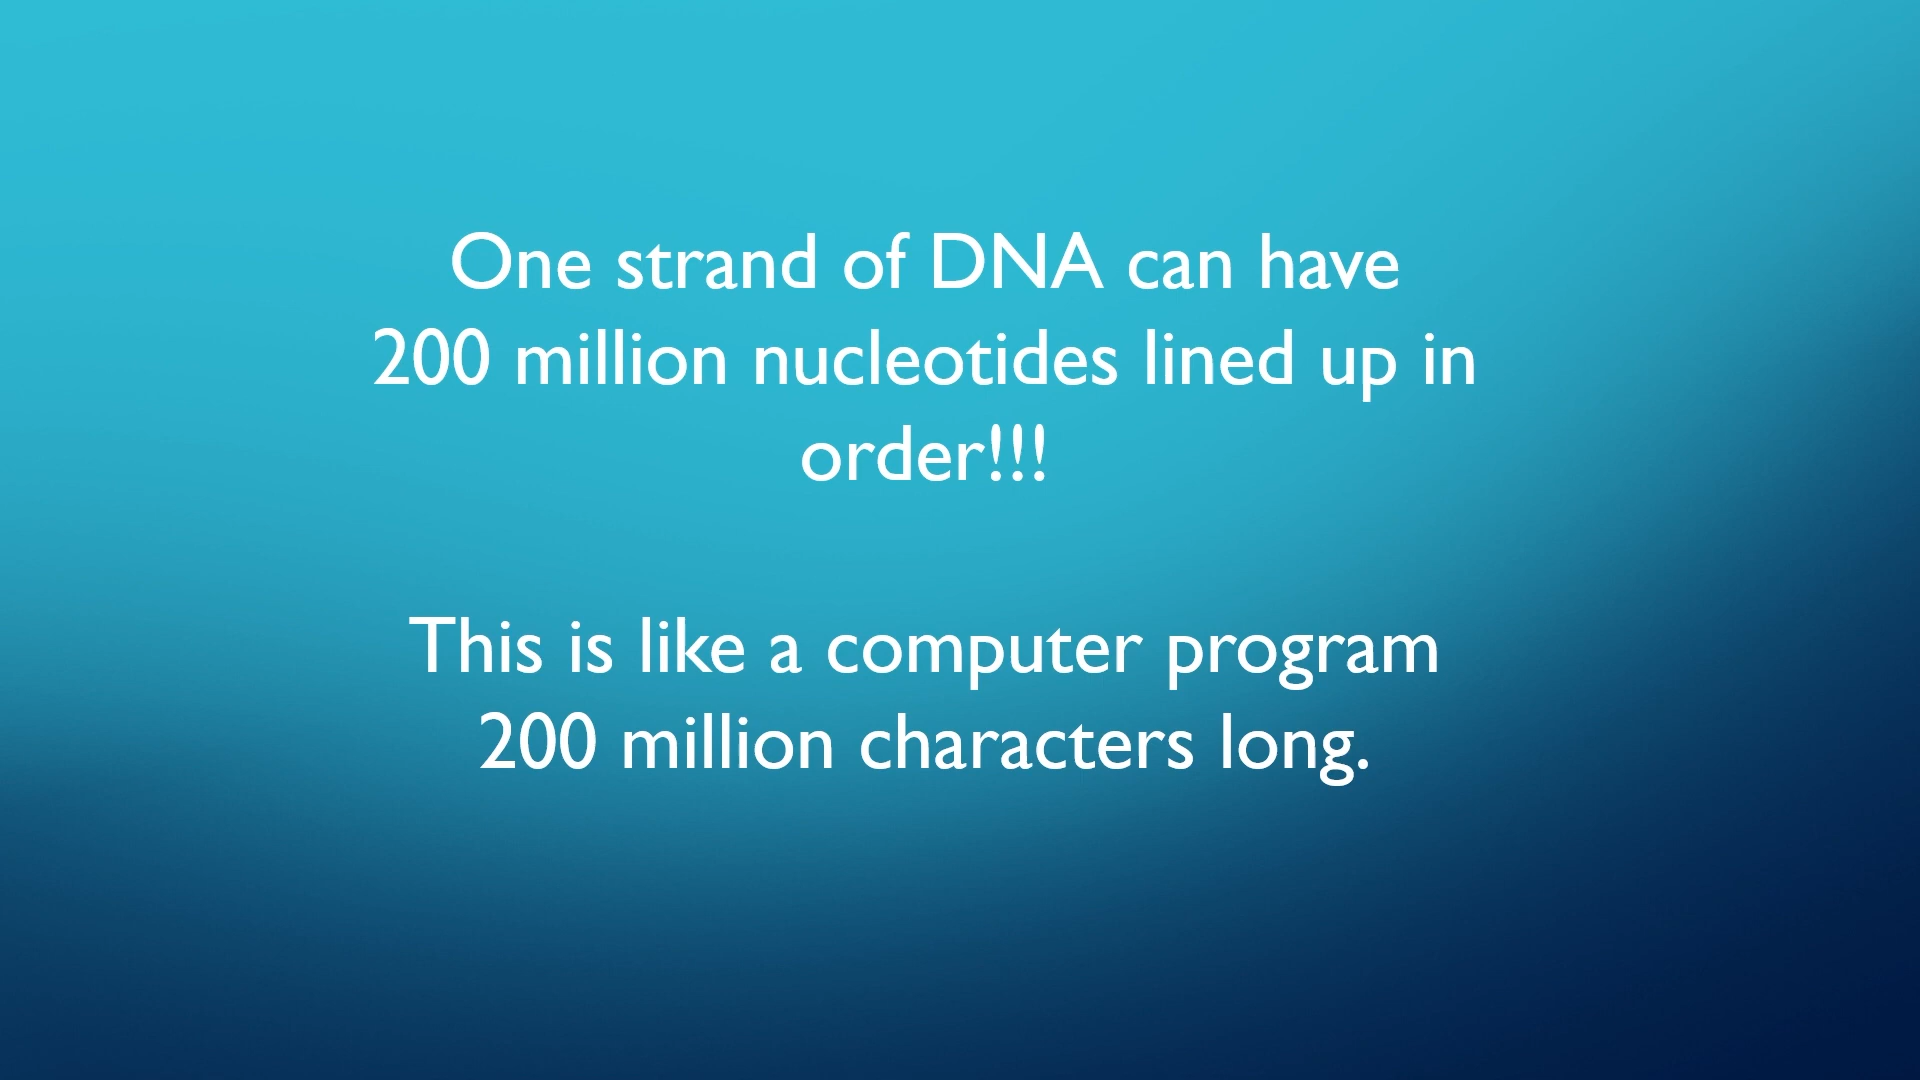 One strand of DNA can have
200 million nucleotides lined up in
order!!!
This is like a computer program
200 million characters long.